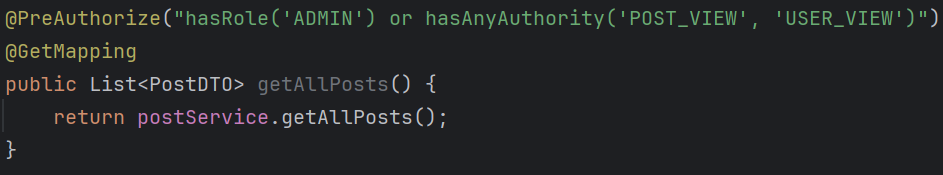 @PreAuthorize("hasRole('ADMIN') or hasAnyAuthority('POST_VIEW', 'USER_VIEW')")
@GetMapping
public List<PostDTO> getAllPosts() {
    return postService.getAllPosts();
}